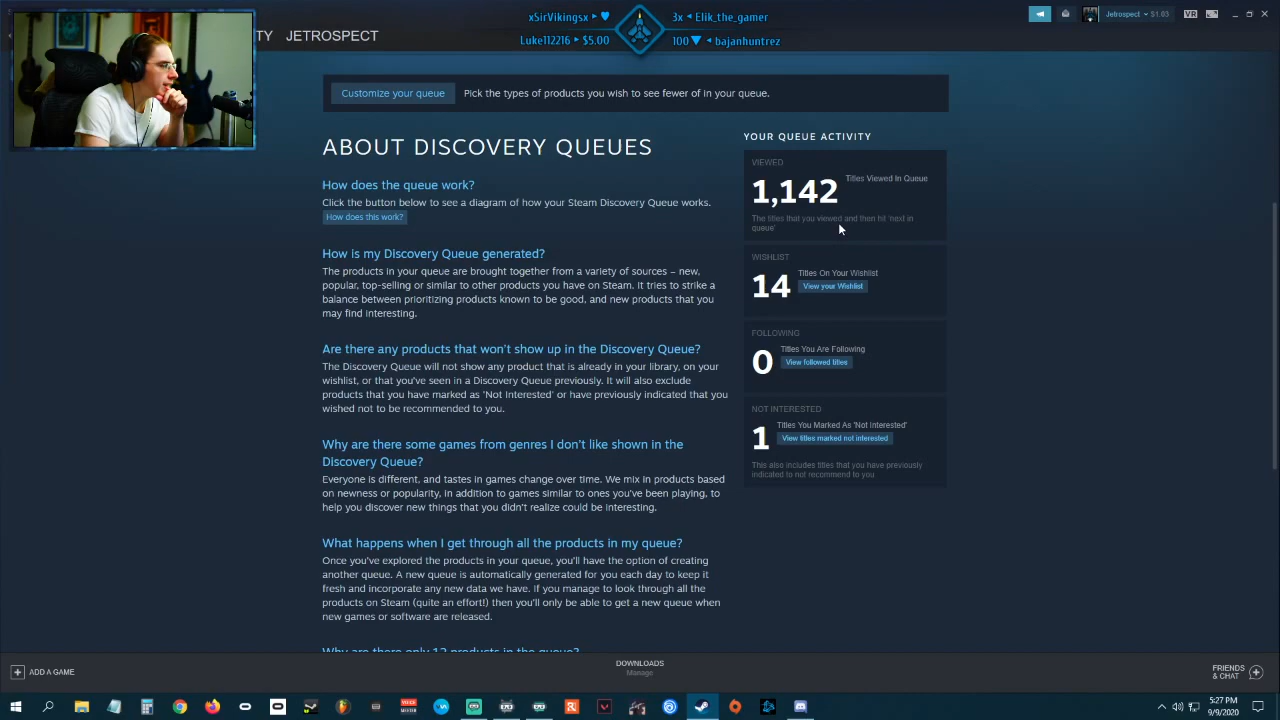 xSirVikingsx ▸ ♥
3x ◂ Elik_the_gamer
Luke112216 ▸ $5.00
100 ▼ ◂ bajanhuntrez
TY JETROSPECT
Jetrospect $1.03
VR
Customize your queue
Pick the types of products you wish to see fewer of in your queue.
ABOUT DISCOVERY QUEUES
How does the queue work?
Click the button below to see a diagram of how your Steam Discovery Queue works.
How does this work?
How is my Discovery Queue generated?
The products in your queue are brought together from a variety of sources – new,
popular, top-selling or similar to other products you have on Steam. It tries to strike a
balance between prioritizing products known to be good, and new products that you
may find interesting.
Are there any products that won't show up in the Discovery Queue?
The Discovery Queue will not show any product that is already in your library, on your
wishlist, or that you've seen in a Discovery Queue previously. It will also exclude
products that you have marked as 'Not Interested' or have previously indicated that you
wished not to be recommended to you.
Why are there some games from genres I don't like shown in the
Discovery Queue?
Everyone is different, and tastes in games change over time. We mix in products based
on newness or popularity, in addition to games similar to ones you've been playing, to
help you discover new things that you didn't realize could be interesting.
What happens when I get through all the products in my queue?
Once you've explored the products in your queue, you'll have the option of creating
another queue. A new queue is automatically generated for you each day to keep it
fresh and incorporate any new data we have. If you manage to look through all the
products on Steam (quite an effort!) then you'll only be able to get a new queue when
new games or software are released.
Why are there only 12 products in the queue?
YOUR QUEUE ACTIVITY
VIEWED
1,142
Titles Viewed In Queue
The titles that you viewed and then hit 'next in
queue'
WISHLIST
14
Titles On Your Wishlist
View your Wishlist
FOLLOWING
0
Titles You Are Following
View followed titles
NOT INTERESTED
1
Titles You Marked As 'Not Interested'
View titles marked not interested
This also includes titles that you have previously
indicated to not recommend to you
ADD A GAME
DOWNLOADS
Manage
FRIENDS
& CHAT
5:27 PM
9/9/2020